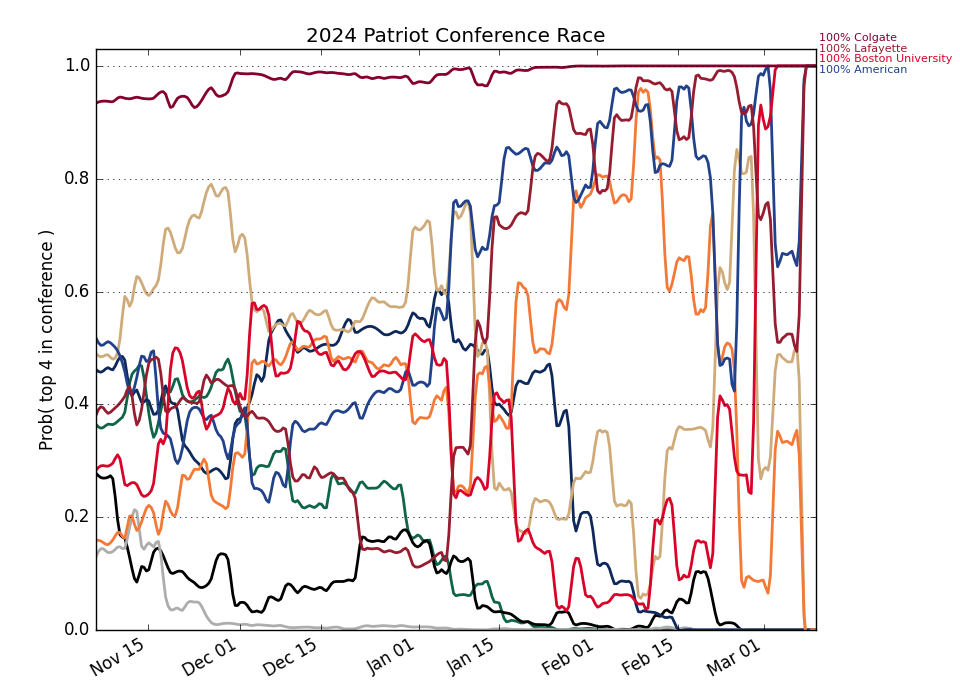 2024 Patriot Conference Race
100% Colgate
100% Lafayette
100% Boston University
100% American
Prob( top 4 in conference )
1.0
0.8
0.6
0.4
0.2
0.0
Nov 15
Dec 01
Dec 15
Jan 01
Jan 15
Feb 01
Feb 15
Mar 01